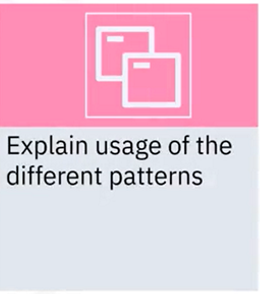 Explain usage of the
different patterns